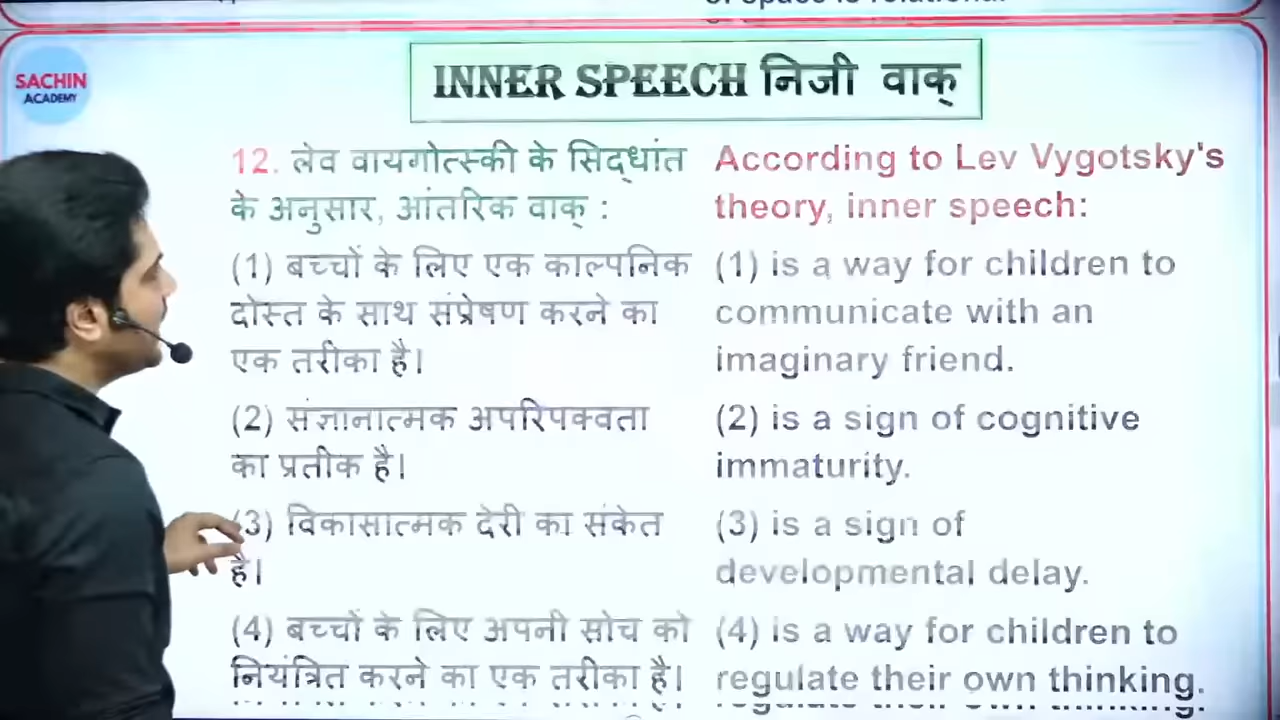 SACHIN
ACADEMY
INNER SPEECH निजी वाक्
12. लेव वायगोत्स्की के सिद्धांत
के अनुसार, आंतरिक वाक् :
(1) बच्चों के लिए एक काल्पनिक
दोस्त के साथ संप्रेषण करने का
एक तरीका है।
(2) संज्ञानात्मक अपरिपक्वता
का प्रतीक है।
(3) विकासात्मक देरी का संकेत
है।
(4) बच्चों के लिए अपनी सोच को
नियंत्रित करने का एक तरीका है।
According to Lev Vygotsky's
theory, inner speech:
(1) is a way for children to
communicate with an
imaginary friend.
(2) is a sign of cognitive
immaturity.
(3) is a sign of
developmental delay.
(4) is a way for children to
regulate their own thinking.